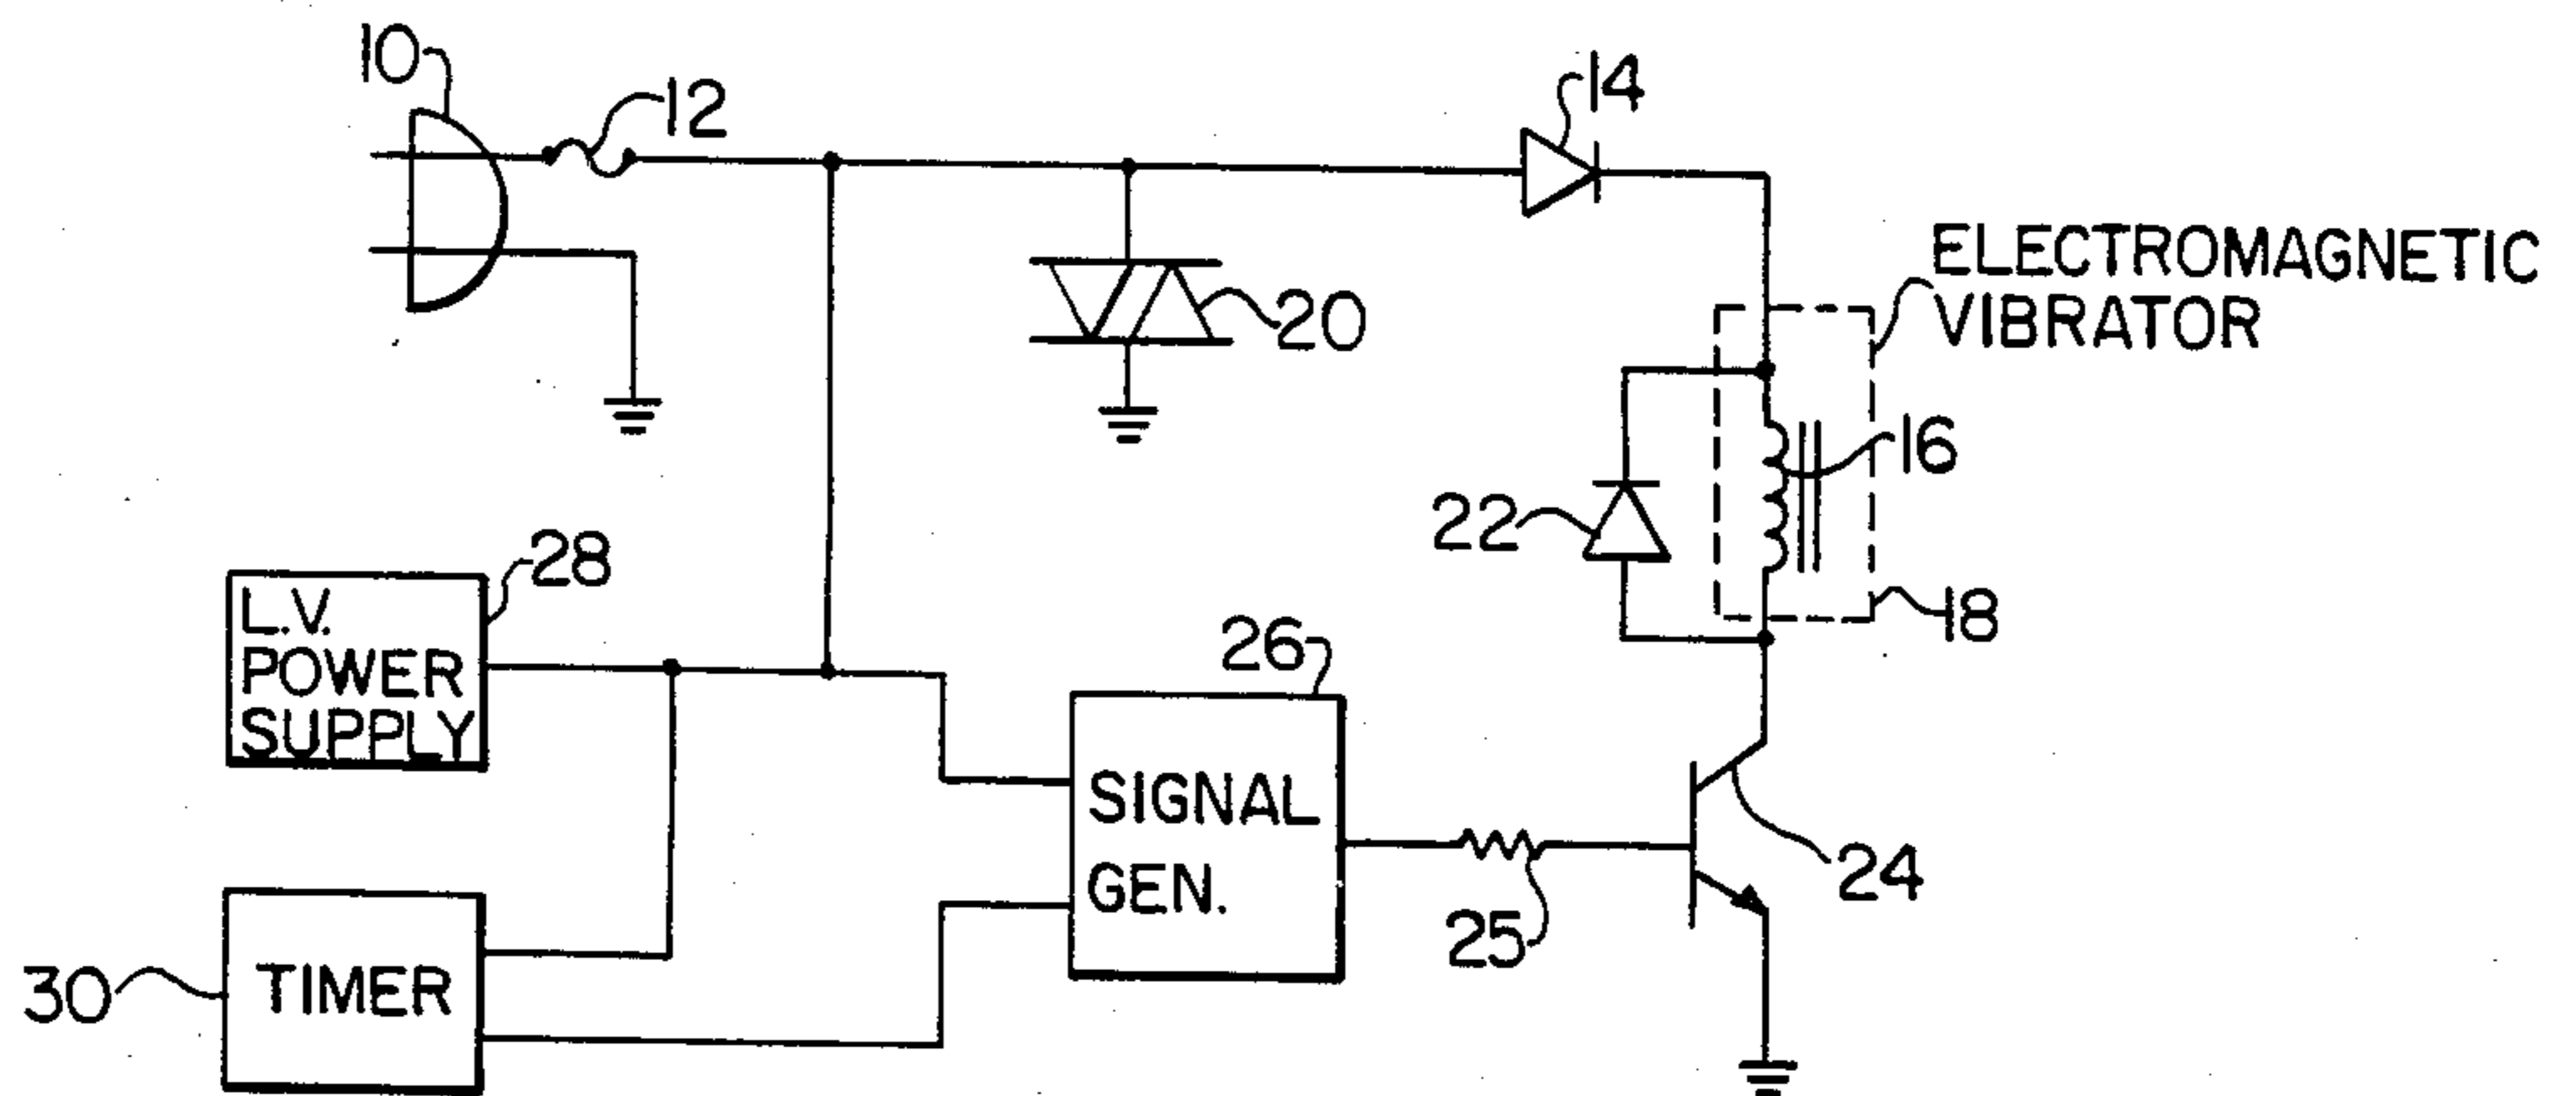 10
12
14
ELECTROMAGNETIC
VIBRATOR
20
16
22
28
L.V.
POWER
SUPPLY
18
26
SIGNAL
GEN.
24
25
30
TIMER